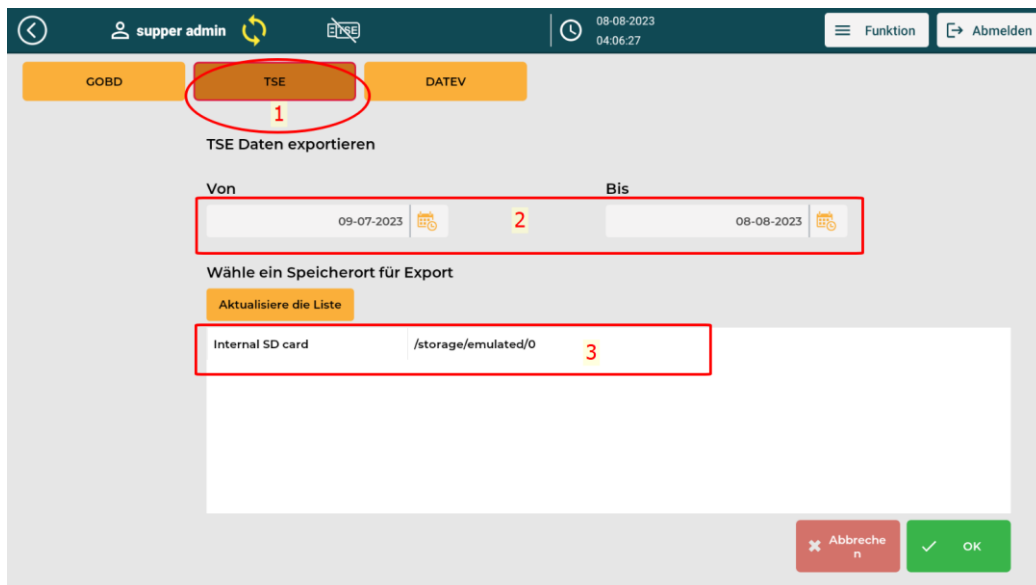 supper admin
TSE
08-08-2023
04:06:27
Funktion
Abmelden
GOBD
TSE
DATEV
1
TSE Daten exportieren
Von
Bis
09-07-2023
2
08-08-2023
Wähle ein Speicherort für Export
Aktualisiere die Liste
Internal SD card
/storage/emulated/0
3
Abbreche
n
OK